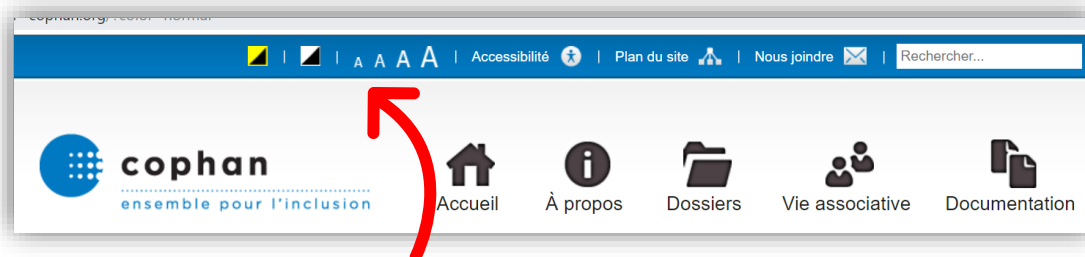 | | A A A A | Accessibilité | Plan du site | Nous joindre | Rechercher...
cophan
ensemble pour l'inclusion
Accueil À propos Dossiers Vie associative Documentation